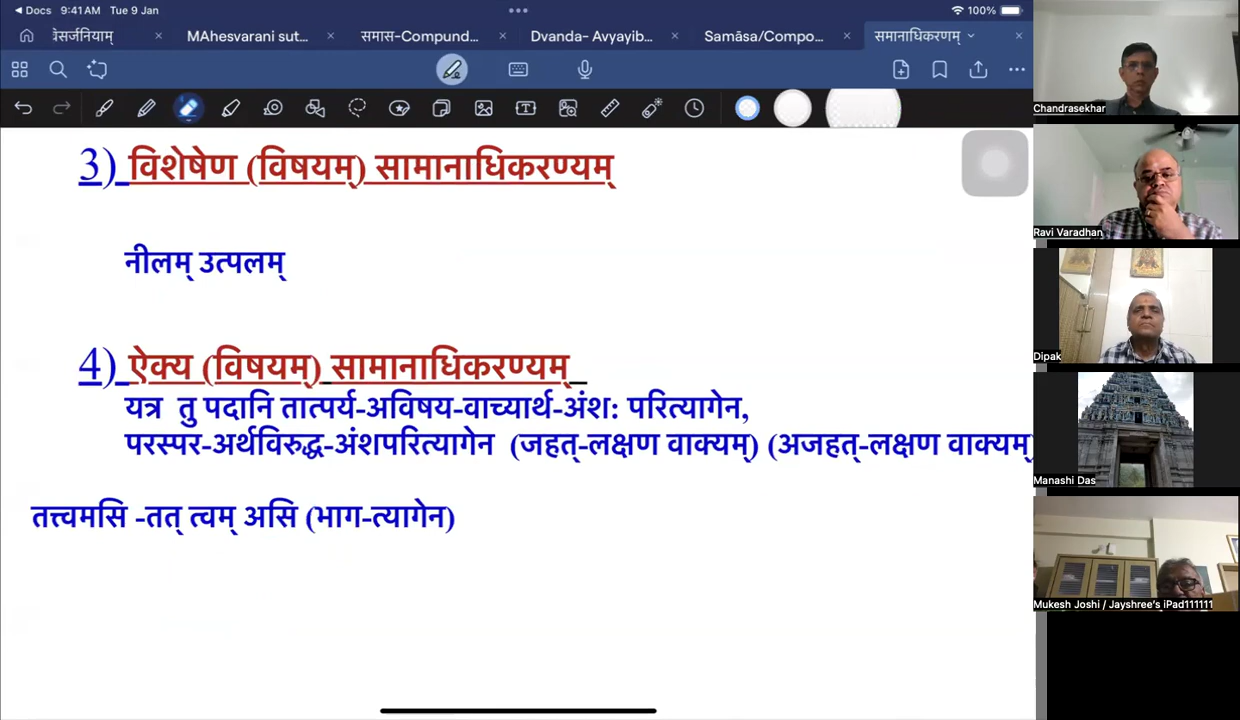 Docs 9:41 AM Tue 9 Jan 100%
वेसर्जनियाम् MAhesvarani sut... समास-Compund... Dvanda- Avyayib... Samāsa/Compo... समानाधिकरणम्
3) विशेषेण (विषयम्) सामानाधिकरण्यम्
नीलम् उत्पलम्
4) ऐक्य (विषयम्) सामानाधिकरण्यम्
यत्र तु पदानि तात्पर्य-अविषय-वाच्यार्थ-अंश: परित्यागेन,
परस्पर-अर्थविरुद्ध-अंशपरित्यागेन (जहत्-लक्षण वाक्यम्) (अजहत्-लक्षण वाक्यम्)
तत्त्वमसि -तत् त्वम् असि (भाग-त्यागेन)
Chandrasekhar
Ravi Varadhan
Dipak
Manashi Das
Mukesh Joshi / Jayshree's iPad111111